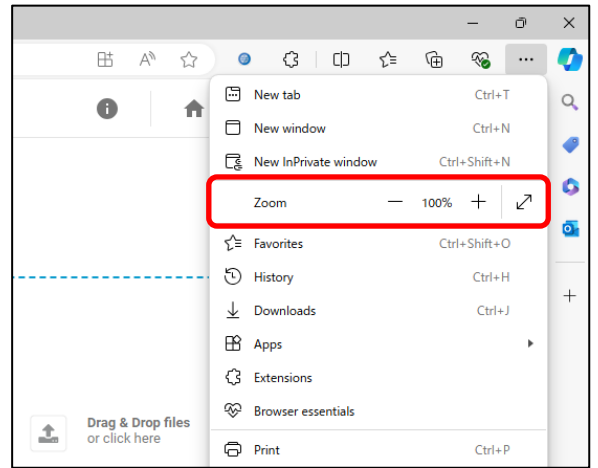 New tab Ctrl+T
New window Ctrl+N
New InPrivate window Ctrl+Shift+N
Zoom — 100% +
Favorites Ctrl+Shift+O
History Ctrl+H
Downloads Ctrl+J
Apps
Extensions
Browser essentials
Print Ctrl+P
Drag & Drop files
or click here